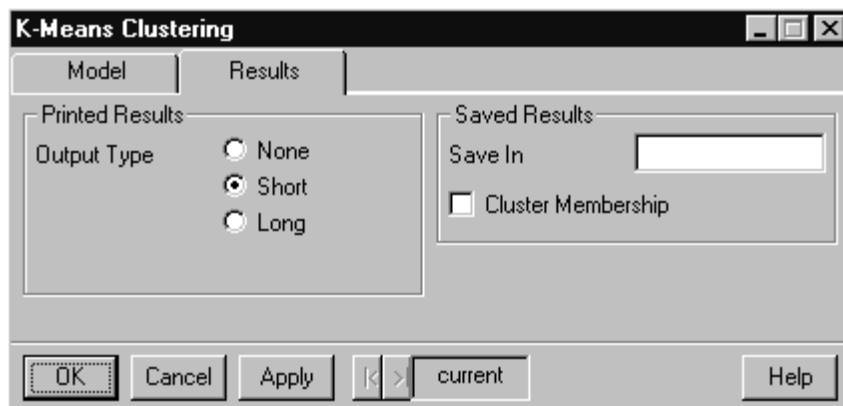 K-Means Clustering
Model Results
Printed Results
Output Type
None
Short
Long
Saved Results
Save In
Cluster Membership
OK Cancel Apply |< >| current Help